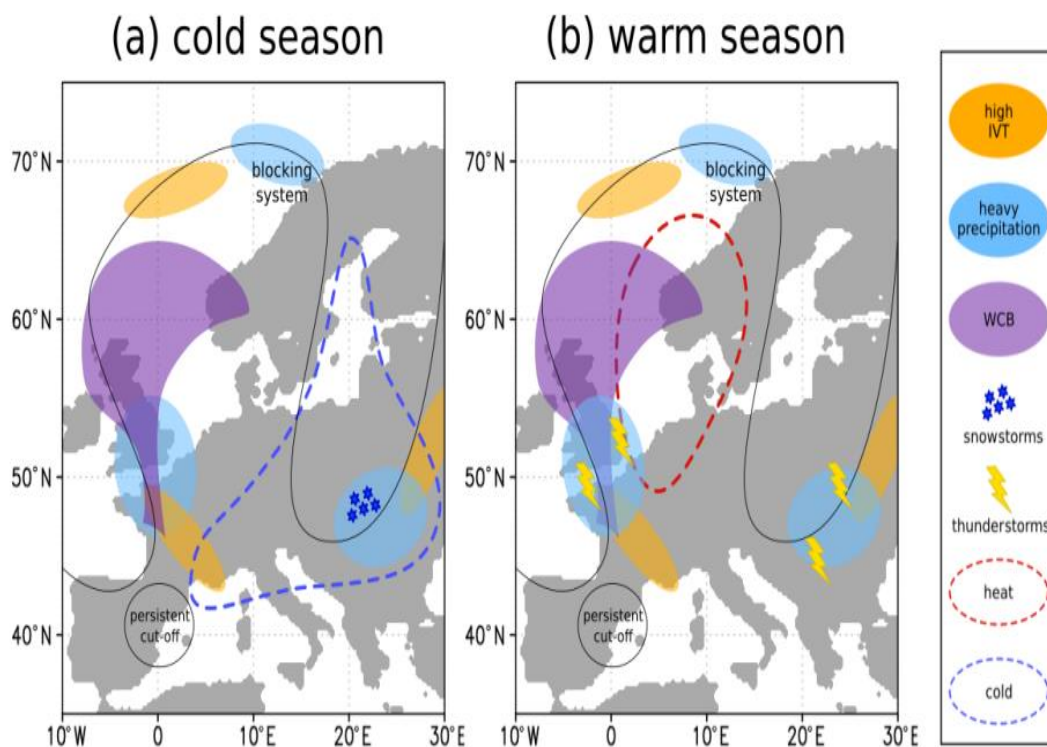 (a) cold season
(b) warm season
70°N
60°N
50°N
40°N
10°W
0°E
10°E
20°E
30°E
blocking
system
persistent
cut-off
70°N
60°N
50°N
40°N
10°W
0°E
10°E
20°E
30°E
blocking
system
persistent
cut-off
high
IVT
heavy
precipitation
WCB
snowstorms
thunderstorms
heat
cold